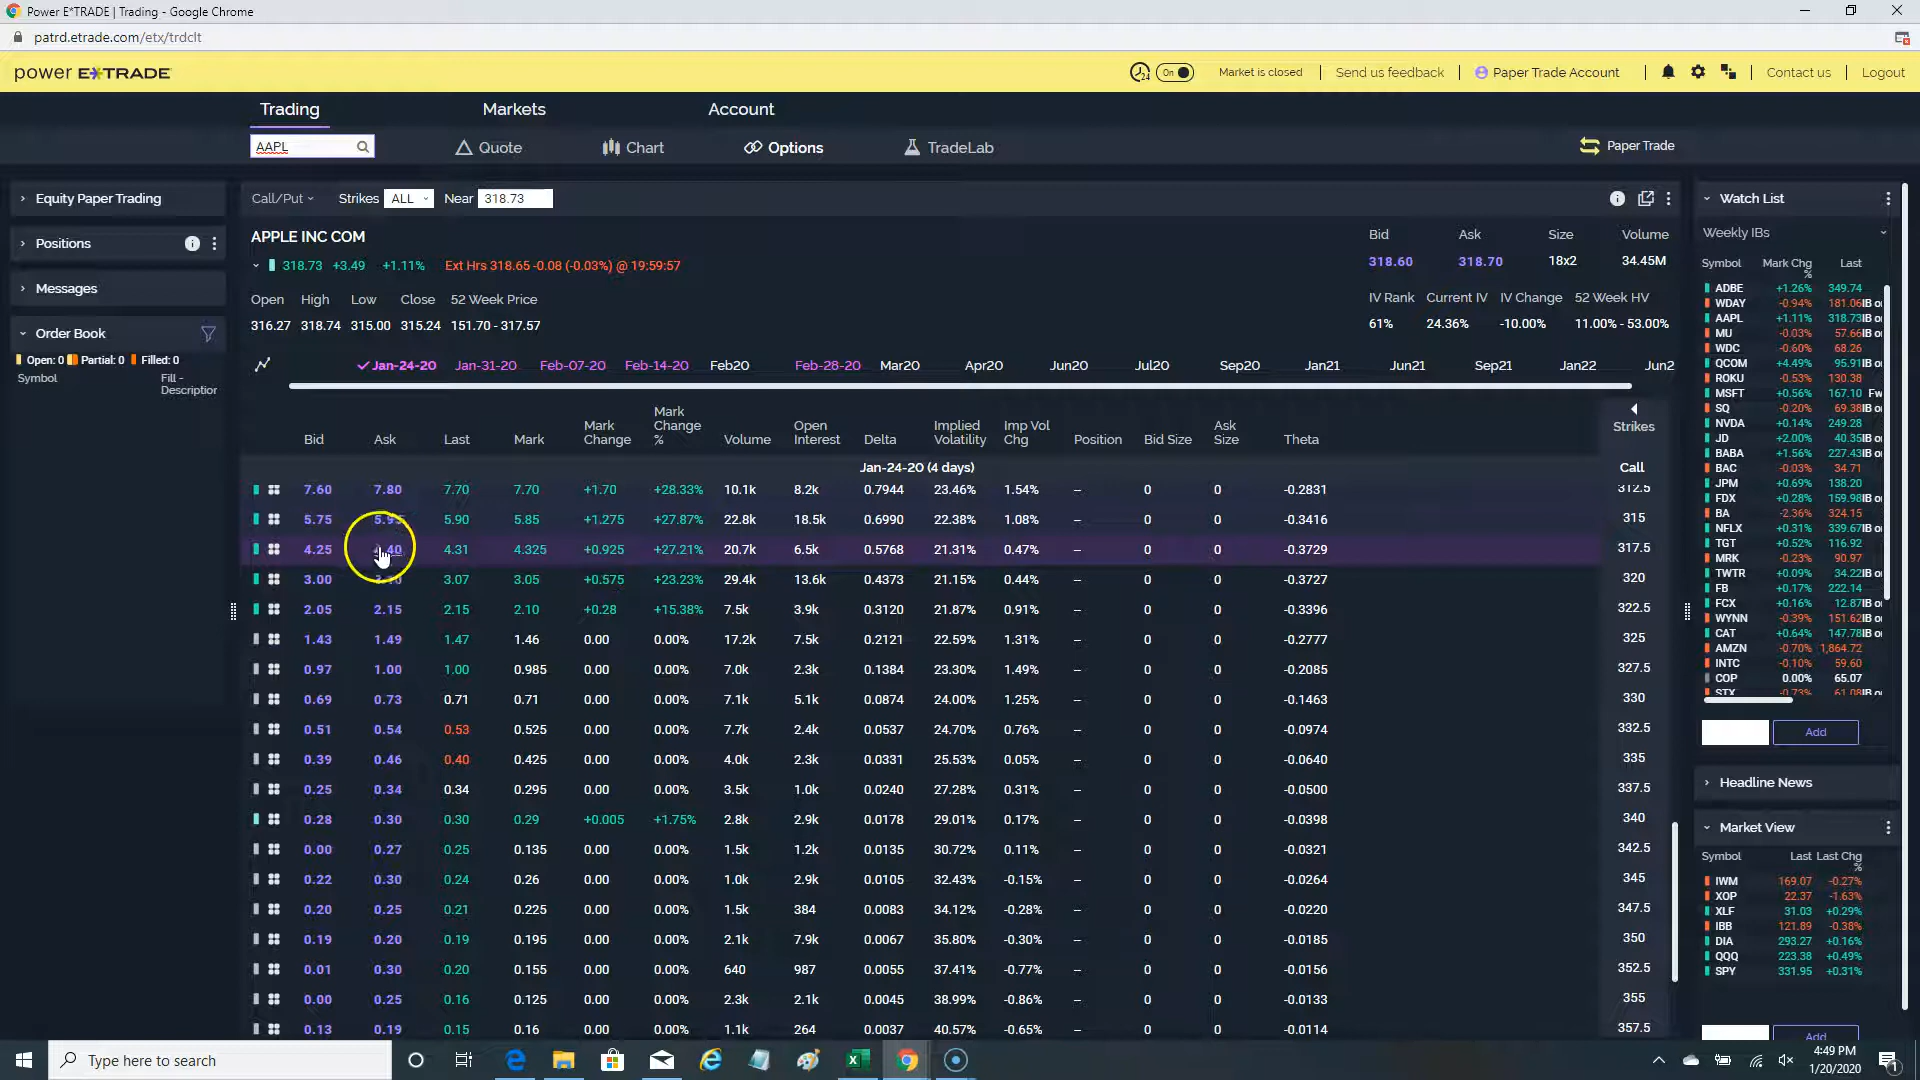 Power E*TRADE | Trading - Google Chrome
patrd.etrade.com/etx/trdclt
power E*TRADE
24 On Market is closed Send us feedback Paper Trade Account Contact us Logout
Trading Markets Account
AAPL Quote Chart Options TradeLab Paper Trade
Equity Paper Trading
Positions
Messages
Order Book
Open: 0 Partial: 0 Filled: 0
Symbol Fill - Description
Call/Put Strikes ALL Near 318.73
APPLE INC COM
318.73 +3.49 +1.11% Ext Hrs 318.65 -0.08 (-0.03%) @ 19:59:57
Open High Low Close 52 Week Price
316.27 318.74 315.00 315.24 151.70 - 317.57
Bid Ask Size Volume
318.60 318.70 18x2 34.45M
IV Rank Current IV IV Change 52 Week HV
61% 24.36% -10.00% 11.00% - 53.00%
Jan-24-20 Jan-31-20 Feb-07-20 Feb-14-20 Feb20 Feb-28-20 Mar20 Apr20 Jun20 Jul20 Sep20 Jan21 Jun21 Sep21 Jan22 Jun2
Bid Ask Last Mark Mark Change Mark Change % Volume Open Interest Delta Implied Volatility Imp Vol Chg Position Bid Size Ask Size Theta Strikes
Jan-24-20 (4 days) Call
7.60 7.80 7.70 7.70 +1.70 +28.33% 10.1k 8.2k 0.7944 23.46% 1.54% -- 0 0 -0.2831 312.5
5.75 5.95 5.90 5.85 +1.275 +27.87% 22.8k 18.5k 0.6990 22.38% 1.08% -- 0 0 -0.3416 315
4.25 4.40 4.31 4.325 +0.925 +27.21% 20.7k 6.5k 0.5768 21.31% 0.47% -- 0 0 -0.3729 317.5
3.00 3.07 3.05 +0.575 +23.23% 29.4k 13.6k 0.4373 21.15% 0.44% -- 0 0 -0.3727 320
2.05 2.15 2.15 2.10 +0.28 +15.38% 7.5k 3.9k 0.3120 21.87% 0.91% -- 0 0 -0.3396 322.5
1.43 1.49 1.47 1.46 0.00 0.00% 17.2k 7.5k 0.2121 22.59% 1.31% -- 0 0 -0.2777 325
0.97 1.00 1.00 0.985 0.00 0.00% 7.0k 2.3k 0.1384 23.30% 1.49% -- 0 0 -0.2085 327.5
0.69 0.73 0.71 0.71 0.00 0.00% 7.1k 5.1k 0.0874 24.00% 1.25% -- 0 0 -0.1463 330
0.51 0.54 0.53 0.525 0.00 0.00% 7.7k 2.4k 0.0537 24.70% 0.76% -- 0 0 -0.0974 332.5
0.39 0.46 0.40 0.425 0.00 0.00% 4.0k 2.3k 0.0331 25.53% 0.05% -- 0 0 -0.0640 335
0.25 0.34 0.34 0.295 0.00 0.00% 3.5k 1.0k 0.0240 27.28% 0.31% -- 0 0 -0.0500 337.5
0.28 0.30 0.30 0.29 +0.005 +1.75% 2.8k 2.9k 0.0178 29.01% 0.17% -- 0 0 -0.0398 340
0.00 0.27 0.25 0.135 0.00 0.00% 1.5k 1.2k 0.0135 30.72% 0.11% -- 0 0 -0.0321 342.5
0.22 0.30 0.24 0.26 0.00 0.00% 1.0k 2.9k 0.0105 32.43% -0.15% -- 0 0 -0.0264 345
0.20 0.25 0.21 0.225 0.00 0.00% 1.5k 384 0.0083 34.12% -0.28% -- 0 0 -0.0220 347.5
0.19 0.20 0.19 0.195 0.00 0.00% 2.1k 7.9k 0.0067 35.80% -0.30% -- 0 0 -0.0185 350
0.01 0.30 0.20 0.155 0.00 0.00% 640 987 0.0055 37.41% -0.77% -- 0 0 -0.0156 352.5
0.00 0.25 0.16 0.125 0.00 0.00% 2.3k 2.1k 0.0045 38.99% -0.86% -- 0 0 -0.0133 355
0.13 0.19 0.15 0.16 0.00 0.00% 1.1k 264 0.0037 40.57% -0.65% -- 0 0 -0.0114 357.5
Watch List
Weekly IBs
Symbol Mark Chg % Last
ADBE +1.26% 349.74
WDAY -0.94% 181.06 IB o
AAPL +1.11% 318.73 IB o
MU -0.03% 57.66 IB o
WDC -0.60% 68.26
QCOM +4.49% 95.91 IB o
ROKU -0.53% 130.38
MSFT +0.56% 167.10 Fw
SQ -0.20% 69.38 IB o
NVDA +0.14% 249.28
JD +2.00% 40.35 IB o
BABA +1.56% 227.43 IB o
BAC -0.03% 34.71
JPM +0.69% 138.20
FDX +0.28% 159.98 IB o
BA -2.36% 324.15
NFLX +0.31% 339.67 IB o
TGT +0.52% 116.92
MRK -0.23% 90.97
TWTR +0.09% 34.22 IB o
FB +0.17% 222.14
FCX +0.16% 12.87 IB o
WYNN -0.39% 151.62 IB o
CAT +0.64% 147.78 IB o
AMZN -0.70% 1,864.72
INTC -0.10% 59.60
COP 0.00% 65.07
STX -0.73% 61.08 IB o
Add
Headline News
Market View
Symbol Last Last Chg %
IWM 169.07 -0.27%
XOP 22.37 -1.63%
XLF 31.03 +0.29%
IBB 121.89 -0.38%
DIA 293.27 +0.16%
QQQ 223.38 +0.49%
SPY 331.95 +0.31%
Add
Type here to search
4:49 PM
1/20/2020
1